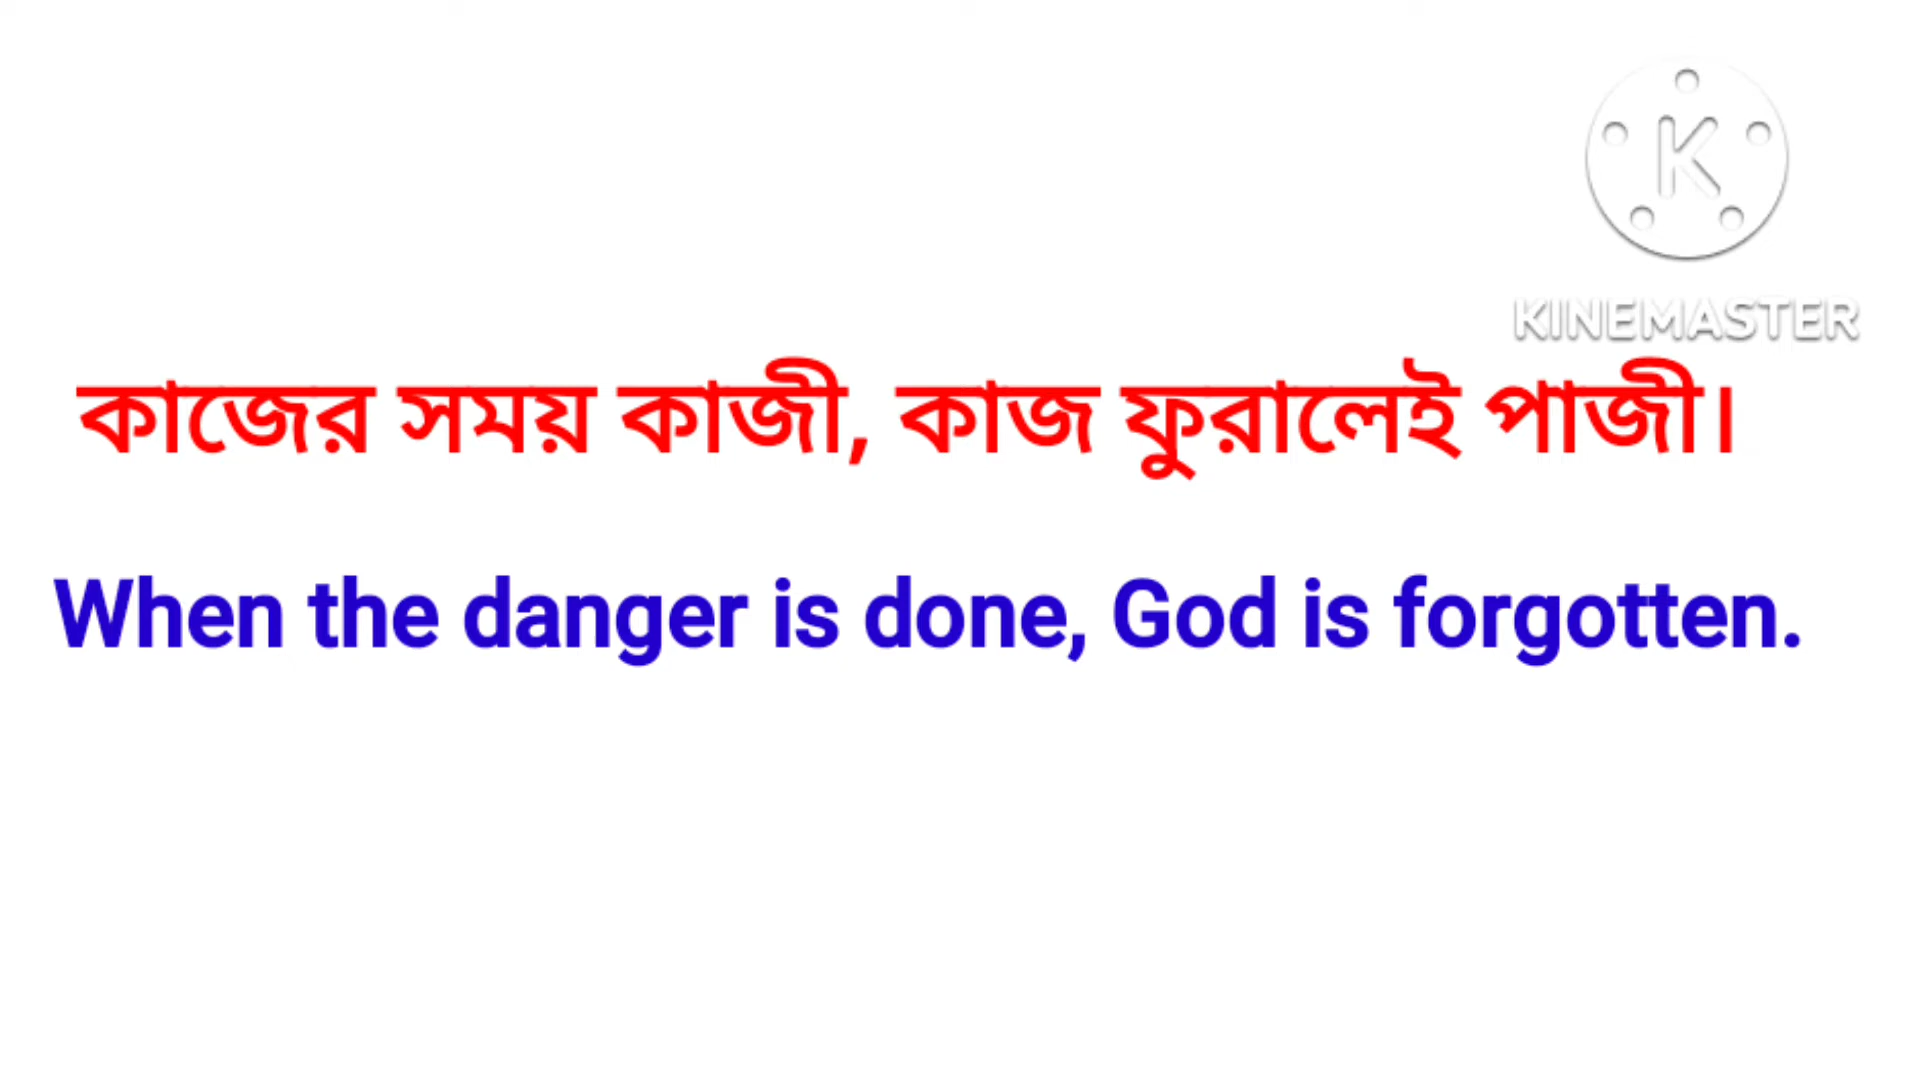 K
KINEMASTER
কাজের সময় কাজী, কাজ ফুরালেই পাজী।
When the danger is done, God is forgotten.